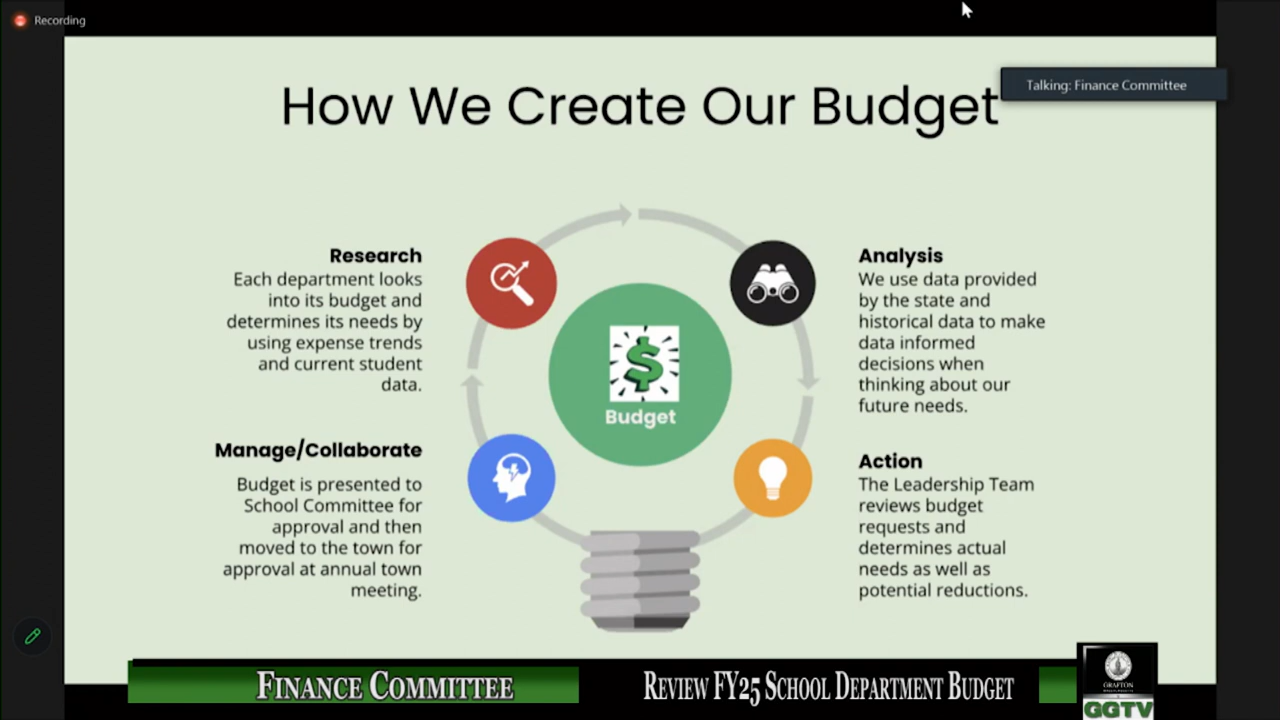 Recording
Talking: Finance Committee
How We Create Our Budget
Research
Each department looks
into its budget and
determines its needs by
using expense trends
and current student
data.
Analysis
We use data provided
by the state and
historical data to make
data informed
decisions when
thinking about our
future needs.
$
Budget
Manage/Collaborate
Budget is presented to
School Committee for
approval and then
moved to the town for
approval at annual town
meeting.
Action
The Leadership Team
reviews budget
requests and
determines actual
needs as well as
potential reductions.
FINANCE COMMITTEE
REVIEW FY25 SCHOOL DEPARTMENT BUDGET
GRAFTON
GGTV